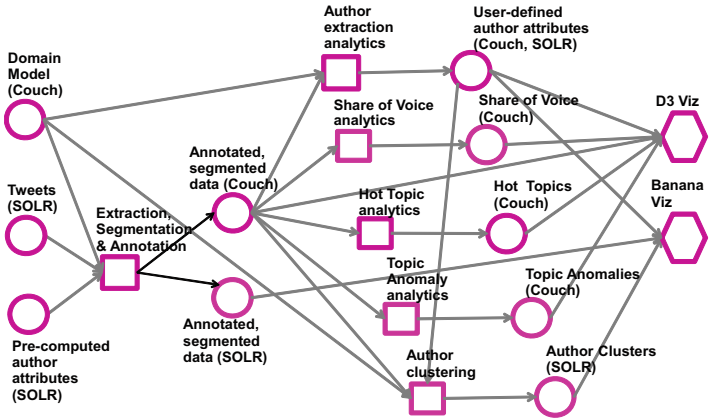 Domain
Model
(Couch)
Tweets
(SOLR)
Pre-computed
author
attributes
(SOLR)
Extraction,
Segmentation
& Annotation
Annotated,
segmented
data (Couch)
Annotated,
segmented
data (SOLR)
Author
extraction
analytics
Share of Voice
analytics
Hot Topic
analytics
Topic
Anomaly
analytics
Author
clustering
User-defined
author attributes
(Couch, SOLR)
Share of Voice
(Couch)
Hot Topics
(Couch)
Topic Anomalies
(Couch)
Author Clusters
(SOLR)
D3 Viz
Banana
Viz